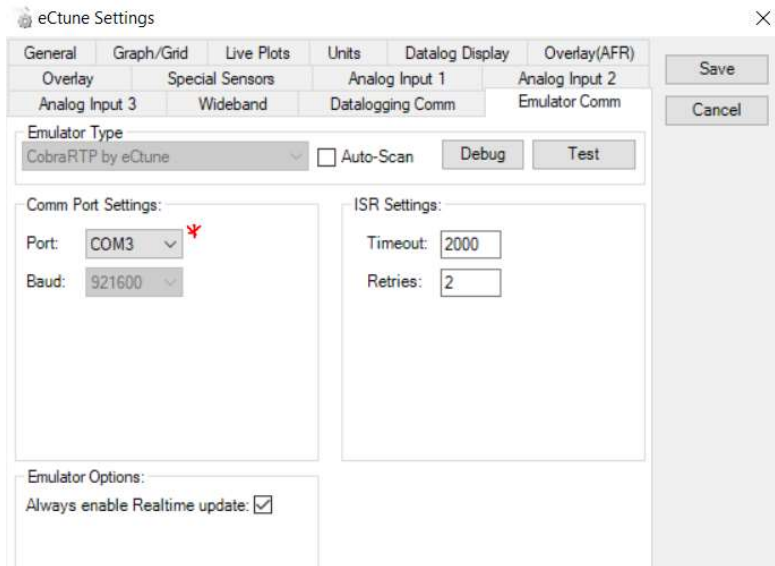 eCtune Settings
General Graph/Grid Live Plots Units Datalog Display Overlay(AFR)
Overlay Special Sensors Analog Input 1 Analog Input 2
Analog Input 3 Wideband Datalogging Comm Emulator Comm
Save
Cancel
Emulator Type
CobraRTP by eCtune Auto-Scan Debug Test
Comm Port Settings: ISR Settings:
Port: COM3 Timeout: 2000
Baud: 921600 Retries: 2
Emulator Options:
Always enable Realtime update: